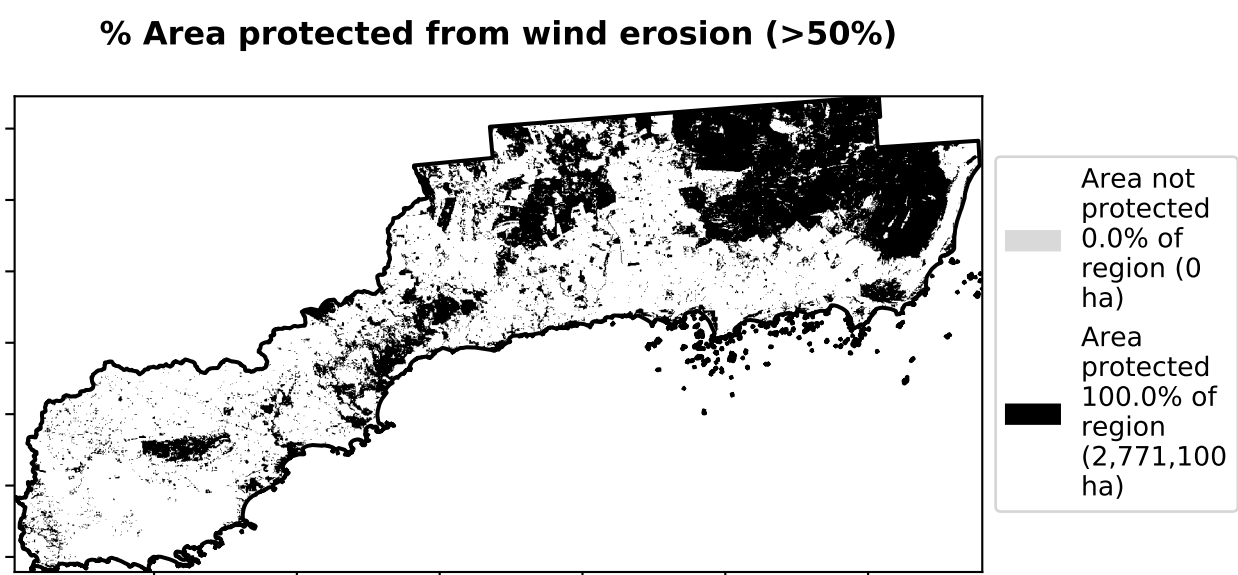 % Area protected from wind erosion (>50%)
Area not
protected
0.0% of
region (0
ha)
Area
protected
100.0% of
region
(2,771,100
ha)